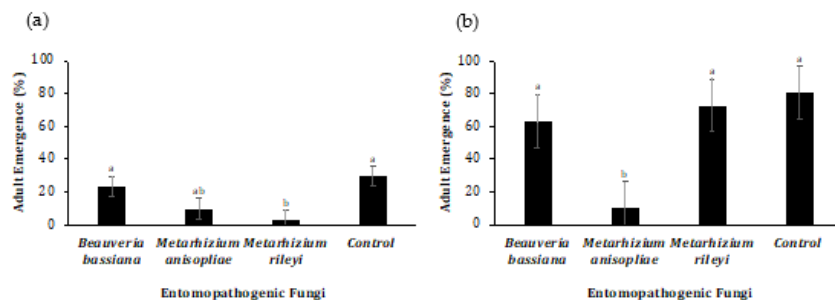 (a)
(b)
100
80
60
40
20
0
Adult Emergence (%)
a
ab
b
a
Beauveria
bassiana
Metarhizium
anisopliae
Metarhizium
rileyi
Control
Entomopathogenic Fungi
100
80
60
40
20
0
Adult Emergence (%)
a
b
a
a
Beauveria
bassiana
Metarhizium
anisopliae
Metarhizium
rileyi
Control
Entomopathogenic Fungi